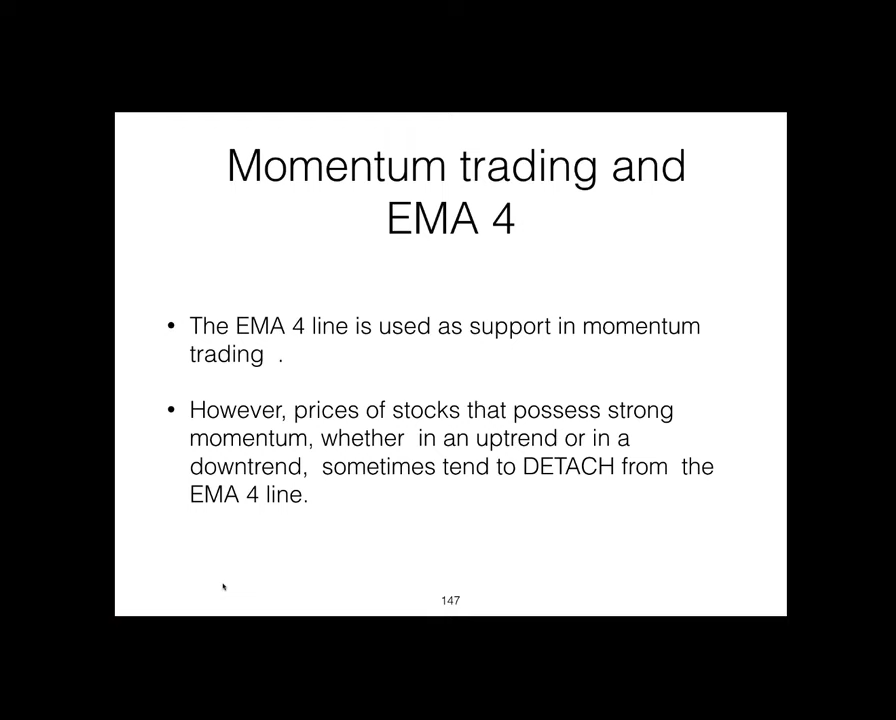 Momentum trading and
EMA 4
• The EMA 4 line is used as support in momentum
trading  .
• However, prices of stocks that possess strong
momentum, whether  in an uptrend or in a
downtrend,  sometimes tend to DETACH from  the
EMA 4 line.
147